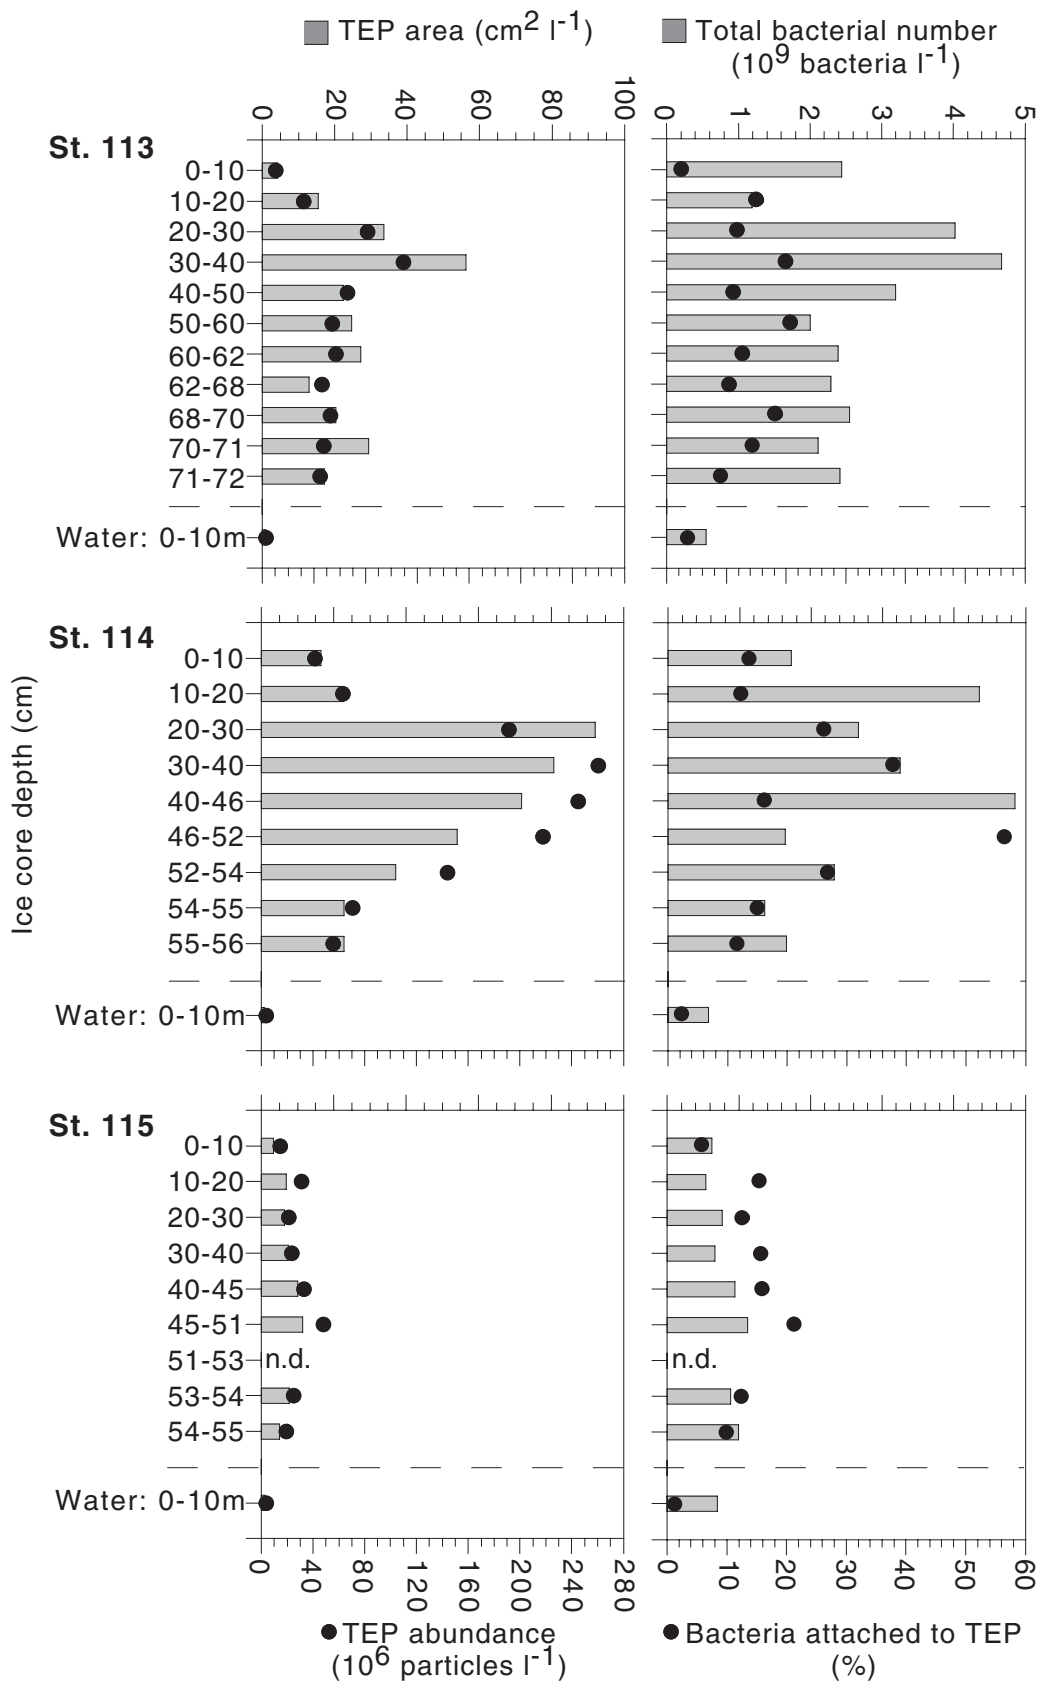 TEP area (cm2 l-1)
Total bacterial number
(10^9 bacteria l-1)
0 20 40 60 80 100
0 1 2 3 4 5
St. 113
0-10
10-20
20-30
30-40
40-50
50-60
60-62
62-68
68-70
70-71
71-72
Water: 0-10m
St. 114
0-10
10-20
20-30
30-40
40-46
46-52
52-54
54-55
55-56
Water: 0-10m
Ice core depth (cm)
St. 115
0-10
10-20
20-30
30-40
40-45
45-51
51-53 n.d. n.d.
53-54
54-55
Water: 0-10m
0 40 80 120 160 200 240 280
0 10 20 30 40 50 60
TEP abundance
(10^6 particles l-1)
Bacteria attached to TEP
(%)